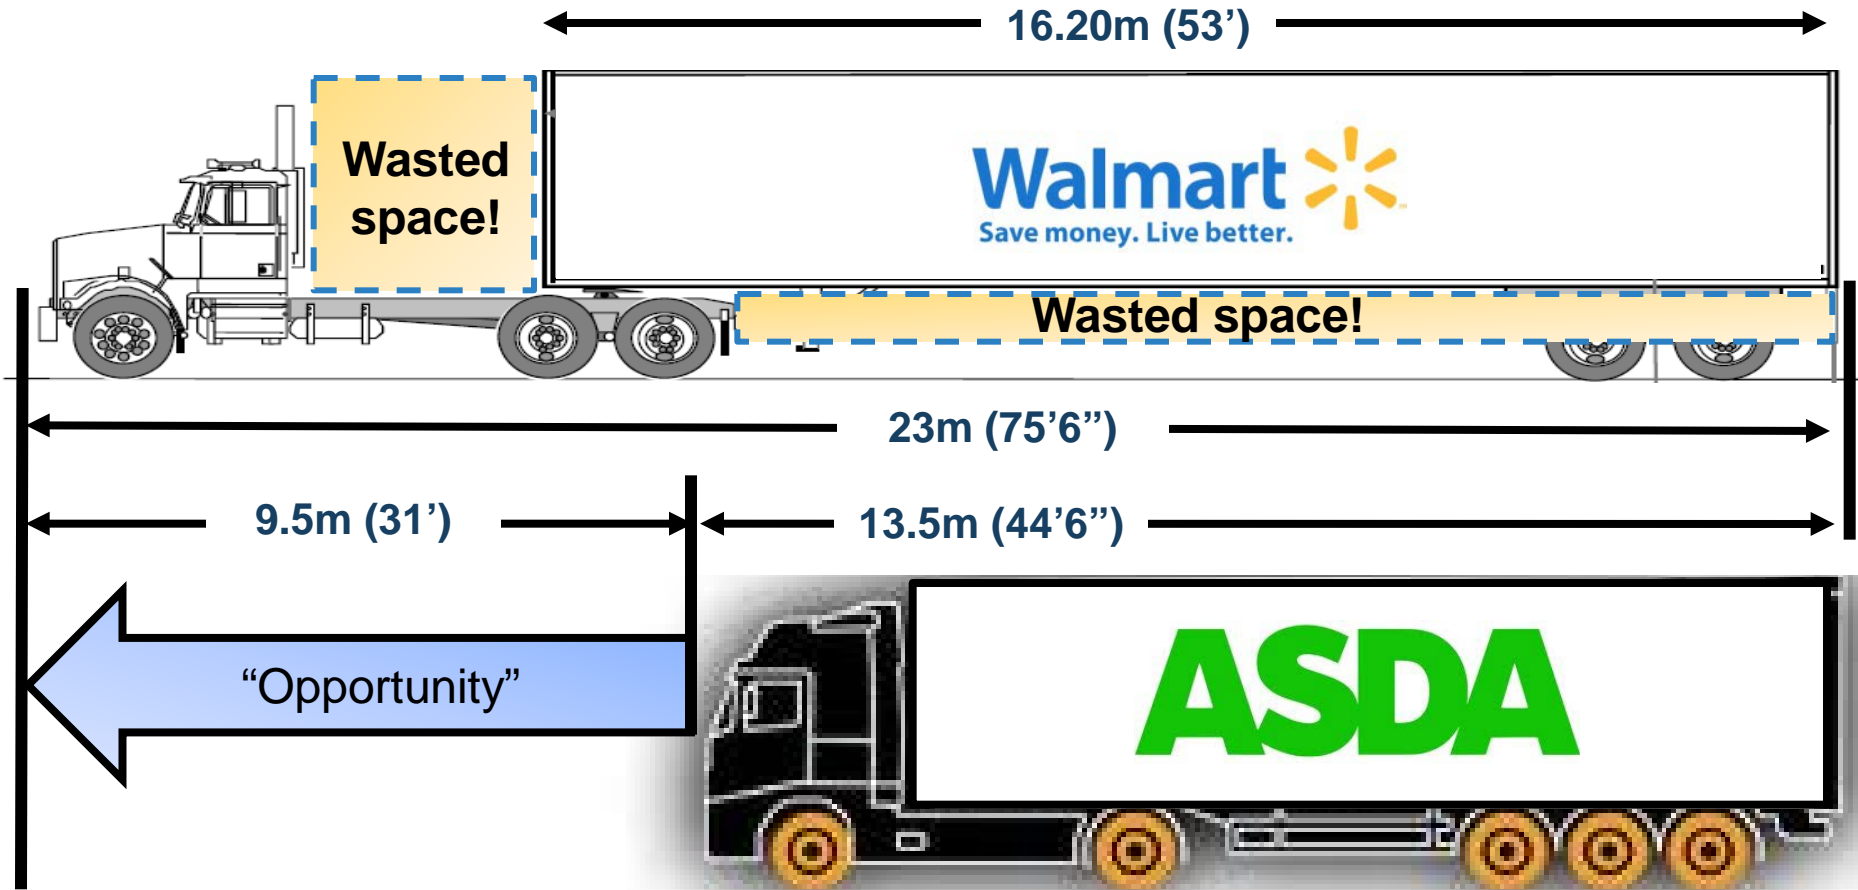 16.20m (53’)
Wasted
space!
Walmart
Save money. Live better.
Wasted space!
23m (75’6”)
9.5m (31’)
13.5m (44’6”)
“Opportunity”
ASDA